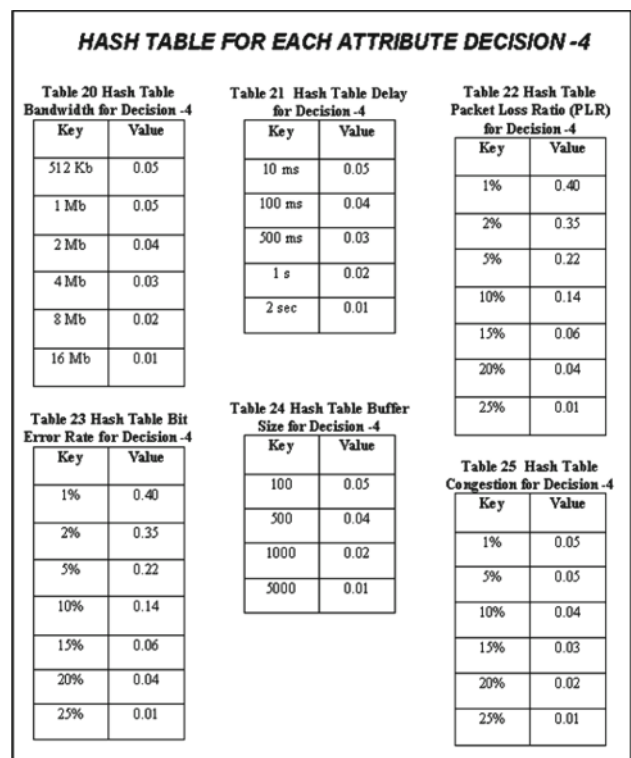 HASH TABLE FOR EACH ATTRIBUTE DECISION -4
Table 20 Hash Table
Bandwidth for Decision -4
Key Value
512 Kb 0.05
1 Mb 0.05
2 Mb 0.04
4 Mb 0.03
8 Mb 0.02
16 Mb 0.01
Table 21 Hash Table Delay
for Decision -4
Key Value
10 ms 0.05
100 ms 0.04
500 ms 0.03
1 s 0.02
2 sec 0.01
Table 22 Hash Table
Packet Loss Ratio (PLR)
for Decision -4
Key Value
1% 0.40
2% 0.35
5% 0.22
10% 0.14
15% 0.06
20% 0.04
25% 0.01
Table 23 Hash Table Bit
Error Rate for Decision -4
Key Value
1% 0.40
2% 0.35
5% 0.22
10% 0.14
15% 0.06
20% 0.04
25% 0.01
Table 24 Hash Table Buffer
Size for Decision -4
Key Value
100 0.05
500 0.04
1000 0.02
5000 0.01
Table 25 Hash Table
Congestion for Decision -4
Key Value
1% 0.05
5% 0.05
10% 0.04
15% 0.03
20% 0.02
25% 0.01